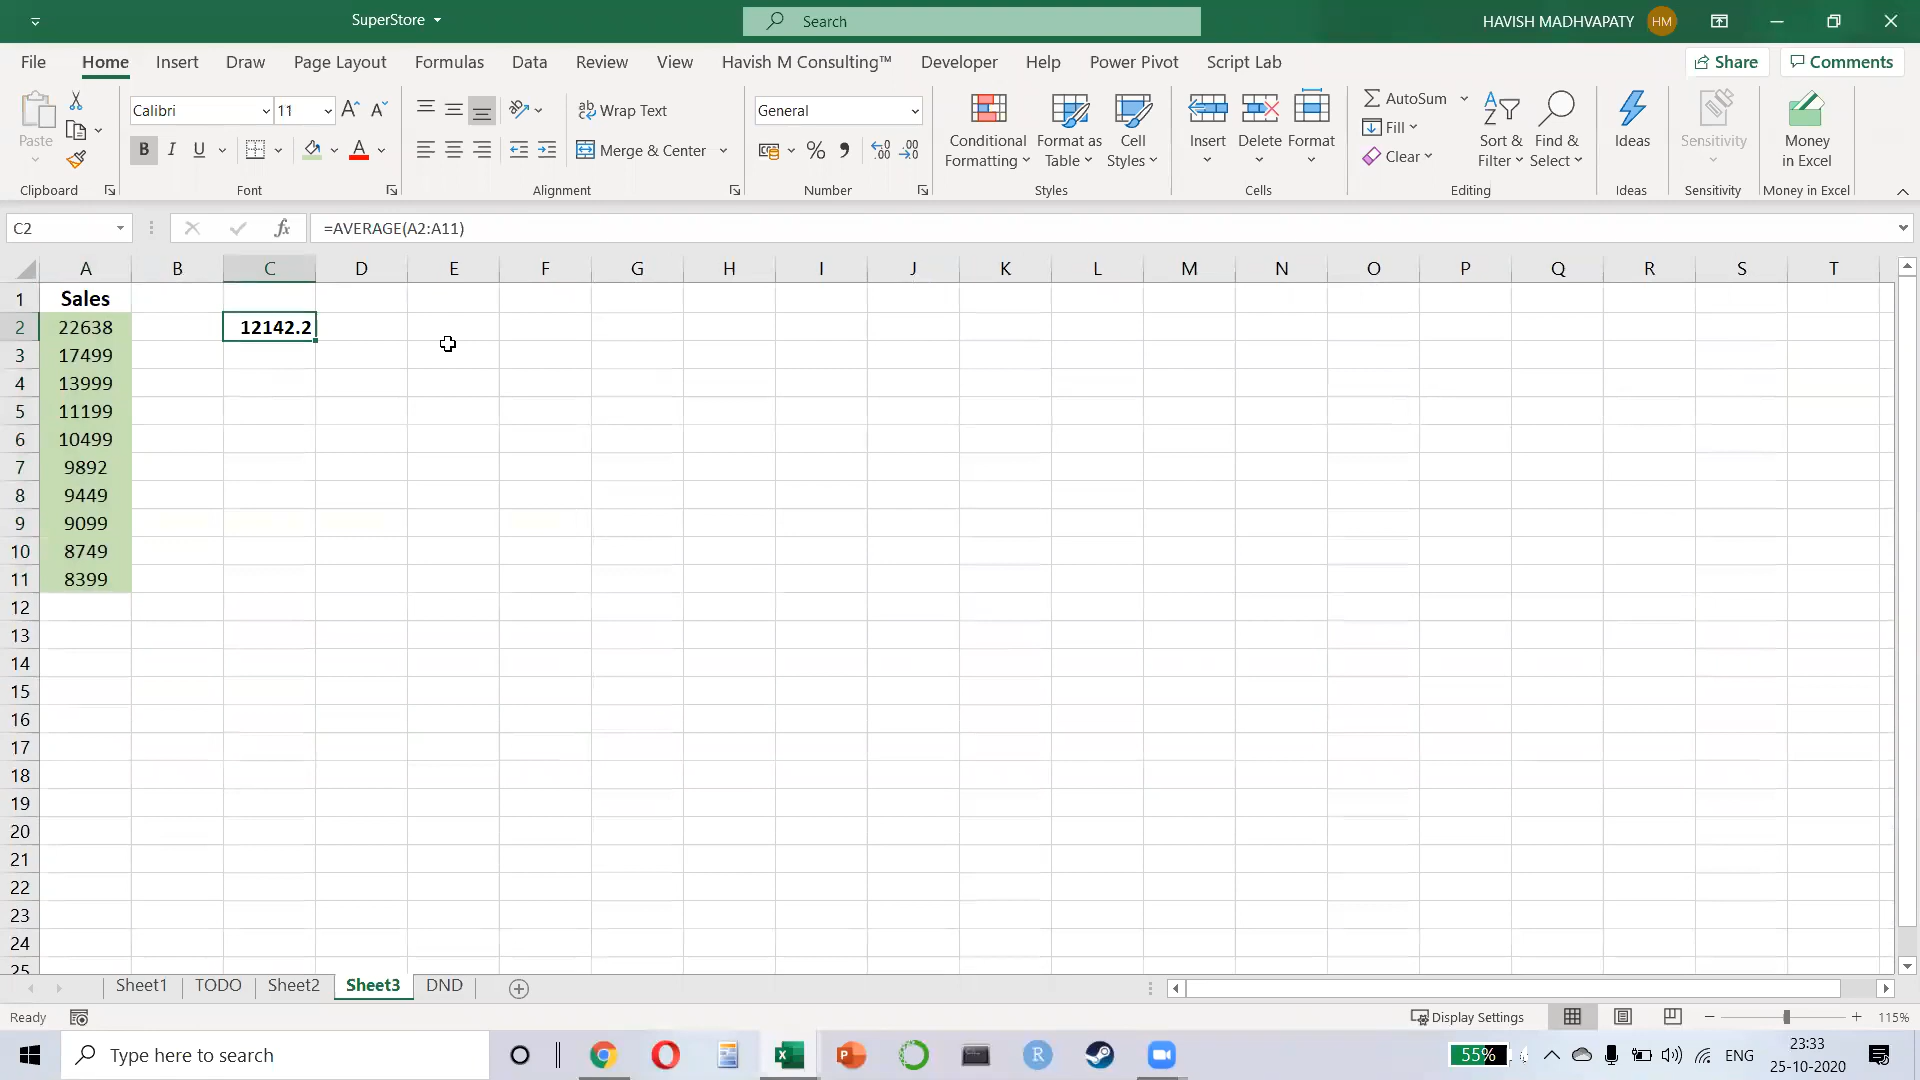 SuperStore
Search
HAVISH MADHVAPATY HM
File Home Insert Draw Page Layout Formulas Data Review View Havish M Consulting™ Developer Help Power Pivot Script Lab Share Comments
Paste
Clipboard
Calibri 11
B I U
Font
ab Wrap Text
Merge & Center
Alignment
General
Number
Conditional Formatting
Format as Table
Cell Styles
Styles
Insert
Delete
Format
Cells
AutoSum
Fill
Clear
Sort & Filter
Find & Select
Editing
Ideas
Ideas
Sensitivity
Sensitivity
Money in Excel
Money in Excel
C2 fx =AVERAGE(A2:A11)
A B C D E F G H I J K L M N O P Q R S T
1 Sales
2 22638 12142.2
3 17499
4 13999
5 11199
6 10499
7 9892
8 9449
9 9099
10 8749
11 8399
12
13
14
15
16
17
18
19
20
21
22
23
24
25
Sheet1 TODO Sheet2 Sheet3 DND
Ready Display Settings 115%
Type here to search
55% ENG 23:33
25-10-2020